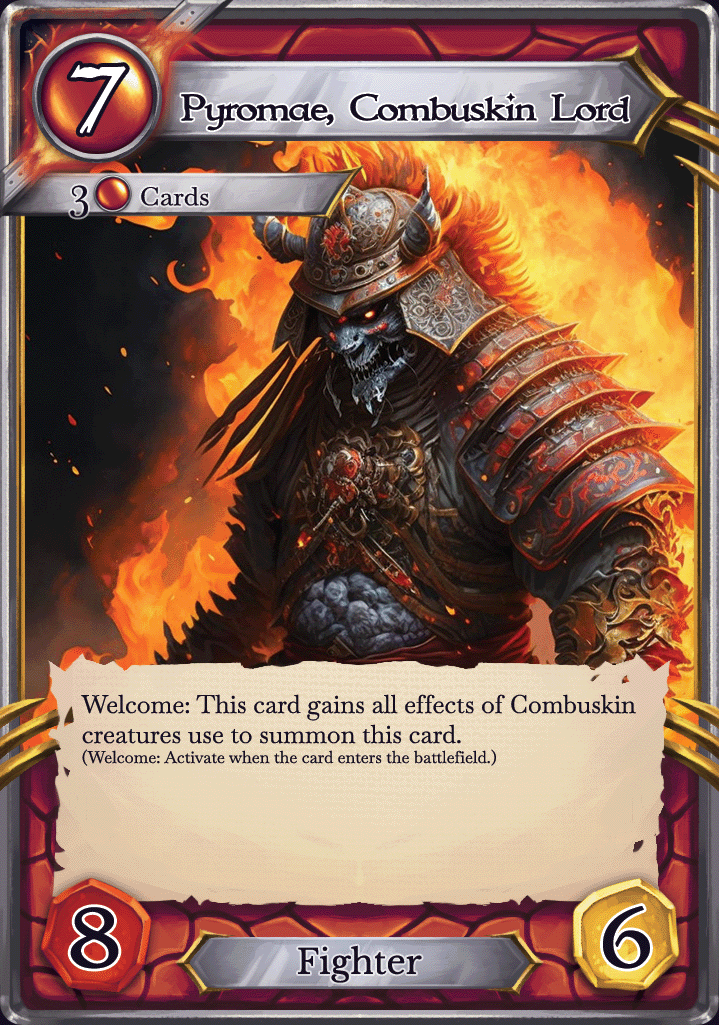 7
Pyromae, Combuskin Lord
3 Cards
Welcome: This card gains all effects of Combuskin
creatures use to summon this card.
(Welcome: Activate when the card enters the battlefield.)
8
Fighter
6